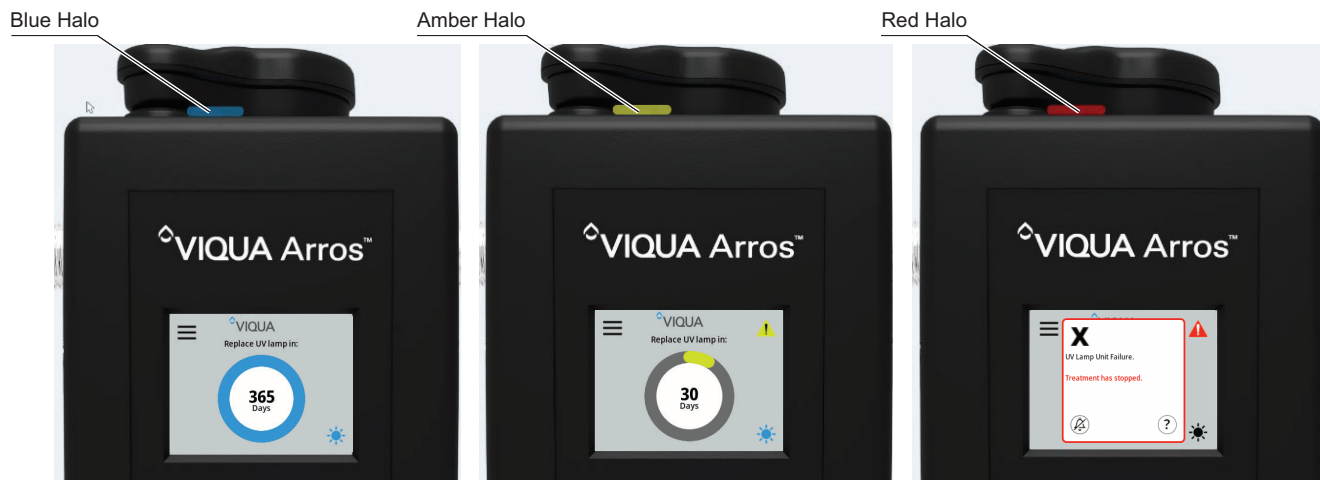 Blue Halo
Amber Halo
Red Halo
VIQUA Arros™
VIQUA
Replace UV lamp in:
365
Days
VIQUA Arros™
VIQUA
Replace UV lamp in:
30
Days
VIQUA Arros™
X
UV Lamp Unit Failure.
Treatment has stopped.
?